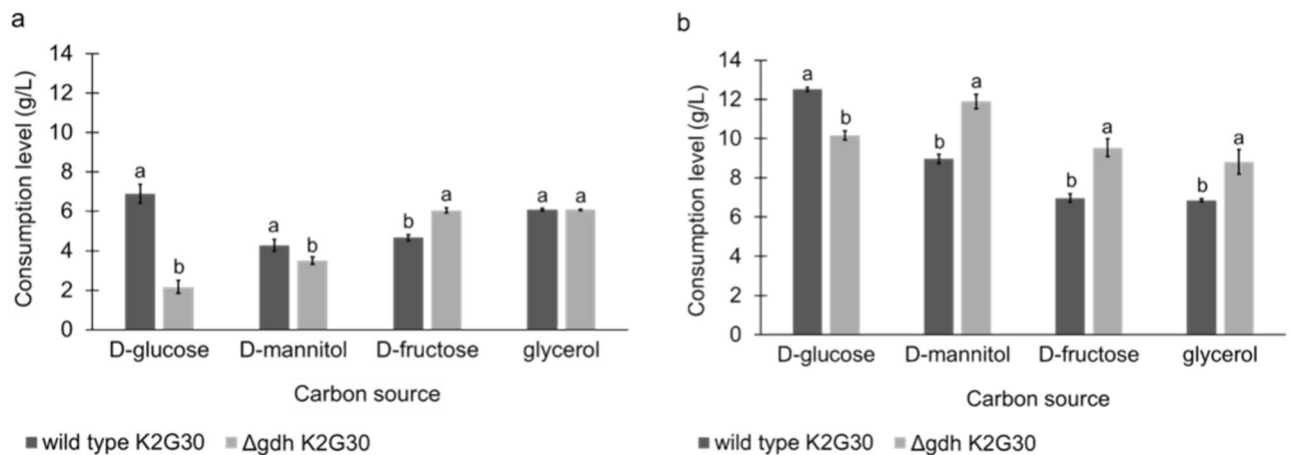 a
Consumption level (g/L)
14
12
10
8
6
4
2
0
a
b
a
b
b
a
a
a
D-glucose D-mannitol D-fructose glycerol
Carbon source
wild type K2G30 Δgdh K2G30
b
Consumption level (g/L)
14
12
10
8
6
4
2
0
a
b
b
a
b
a
b
a
D-glucose D-mannitol D-fructose glycerol
Carbon source
wild type K2G30 Δgdh K2G30